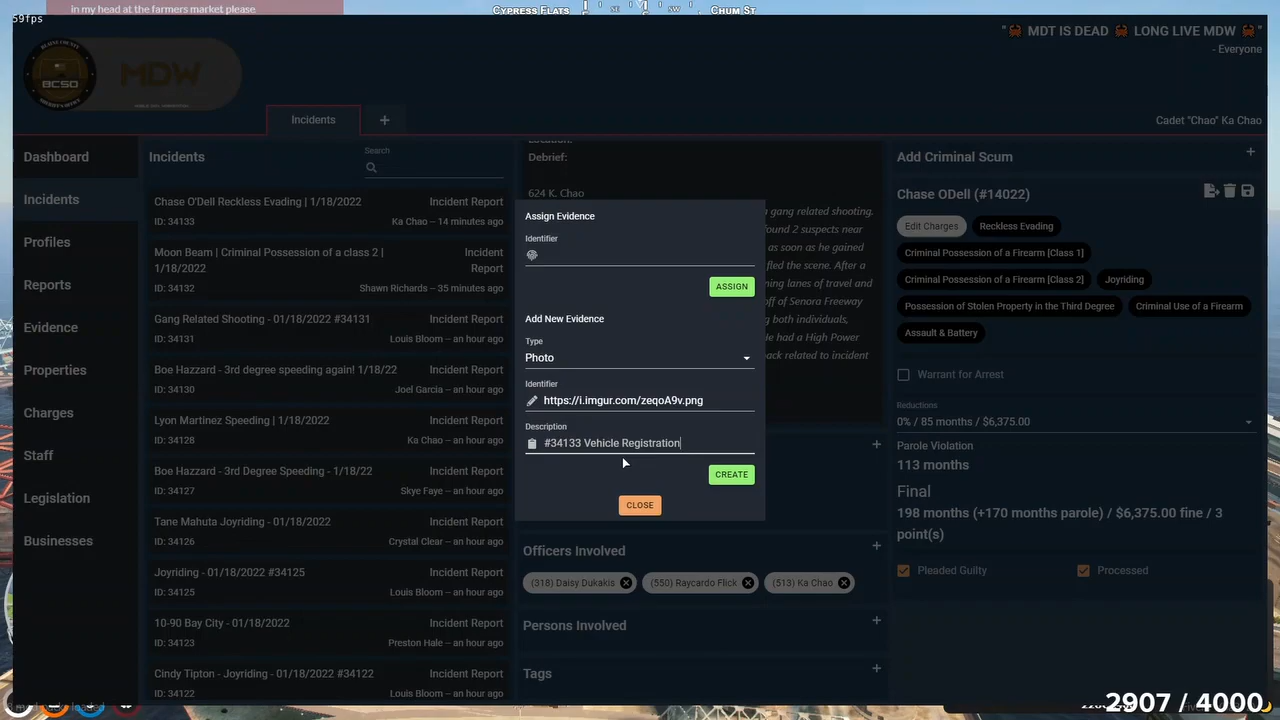 in my head at the farmers market please
59fps
CYPRESS FLATS
SE
SW
CHUM ST
BLAINE COUNTY
BCSO
SHERIFF'S OFFICE
MDW
" MDT IS DEAD LONG LIVE MDW "
- Everyone
Incidents
+
Cadet "Chao" Ka Chao
Dashboard
Incidents
Profiles
Reports
Evidence
Properties
Charges
Staff
Legislation
Businesses
Incidents
Search
Chase O'Dell Reckless Evading | 1/18/2022
Incident Report
ID: 34133
Ka Chao – 14 minutes ago
Moon Beam | Criminal Possession of a class 2 |
1/18/2022
Incident
Report
ID: 34132
Shawn Richards – 35 minutes ago
Gang Related Shooting - 01/18/2022 #34131
Incident Report
ID: 34131
Louis Bloom – an hour ago
Boe Hazzard - 3rd degree speeding again! 1/18/22
Incident Report
ID: 34130
Joel Garcia – an hour ago
Lyon Martinez Speeding | 1/18/2022
Incident Report
ID: 34128
Ka Chao – an hour ago
Boe Hazzard - 3rd Degree Speeding - 1/18/22
Incident Report
ID: 34127
Skye Faye – an hour ago
Tane Mahuta Joyriding - 01/18/2022
Incident Report
ID: 34126
Crystal Clear – an hour ago
Joyriding - 01/18/2022 #34125
Incident Report
ID: 34125
Louis Bloom – an hour ago
10-90 Bay City - 01/18/2022
Incident Report
ID: 34123
Preston Hale – an hour ago
Cindy Tipton - Joyriding - 01/18/2022 #34122
Incident Report
ID: 34122
Louis Bloom – an hour ago
Location:
Debrief:
624 K. Chao
a gang related shooting.
found 2 suspects near
as soon as he gained
fled the scene. After a
ning lanes of travel and
off of Senora Freeway
g both individuals,
He had a High Power
back related to incident
Assign Evidence
Identifier
ASSIGN
Add New Evidence
Type
Photo
Identifier
https://i.imgur.com/zeqoA9v.png
Description
#34133 Vehicle Registration
CREATE
CLOSE
Officers Involved
(318) Daisy Dukakis
(550) Raycardo Flick
(513) Ka Chao
Persons Involved
Tags
Add Criminal Scum
Chase ODell (#14022)
Edit Charges
Reckless Evading
Criminal Possession of a Firearm [Class 1]
Criminal Possession of a Firearm [Class 2]
Joyriding
Possession of Stolen Property in the Third Degree
Criminal Use of a Firearm
Assault & Battery
Warrant for Arrest
Reductions
0% / 85 months / $6,375.00
Parole Violation
113 months
Final
198 months (+170 months parole) / $6,375.00 fine / 3
point(s)
Pleaded Guilty
Processed
2907 / 4000